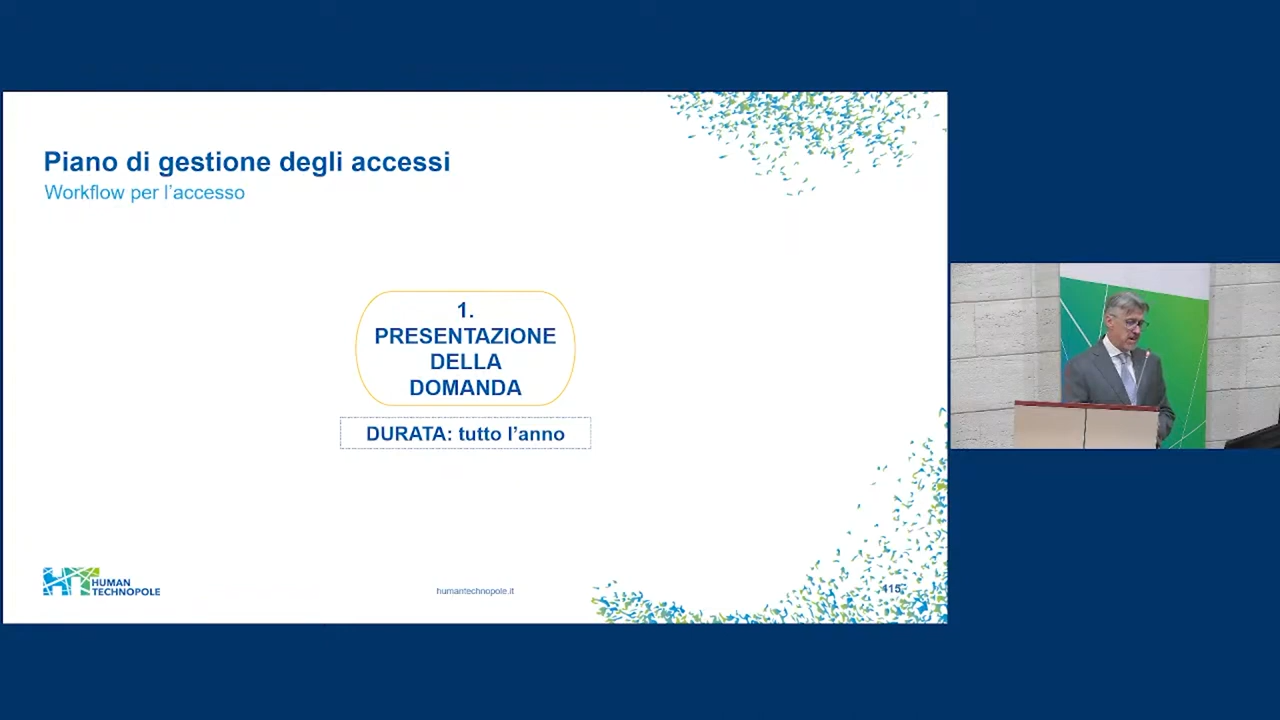 Piano di gestione degli accessi
Workflow per l'accesso
1.
PRESENTAZIONE
DELLA
DOMANDA
DURATA: tutto l'anno
HUMAN
TECHNOPOLE
humantechnopole.it
115